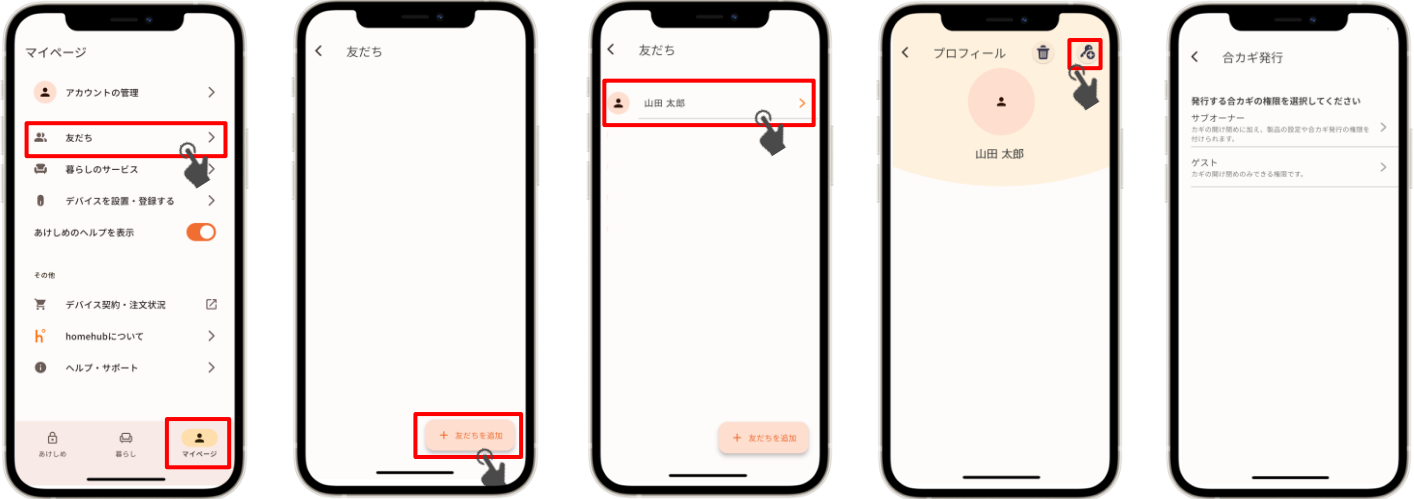 マイページ
アカウントの管理
友だち
暮らしのサービス
デバイスを設置・登録する
あけしめのヘルプを表示
その他
デバイス契約・注文状況
homehubについて
ヘルプ・サポート
あけしめ
暮らし
マイページ
友だち
+ 友だちを追加
友だち
山田 太郎
+ 友だちを追加
プロフィール
山田 太郎
合カギ発行
発行する合カギの権限を選択してください
サブオーナー
カギの開け閉めに加え、製品の設定や合カギ発行の権限を
付けられます。
ゲスト
カギの開け閉めのみできる権限です。